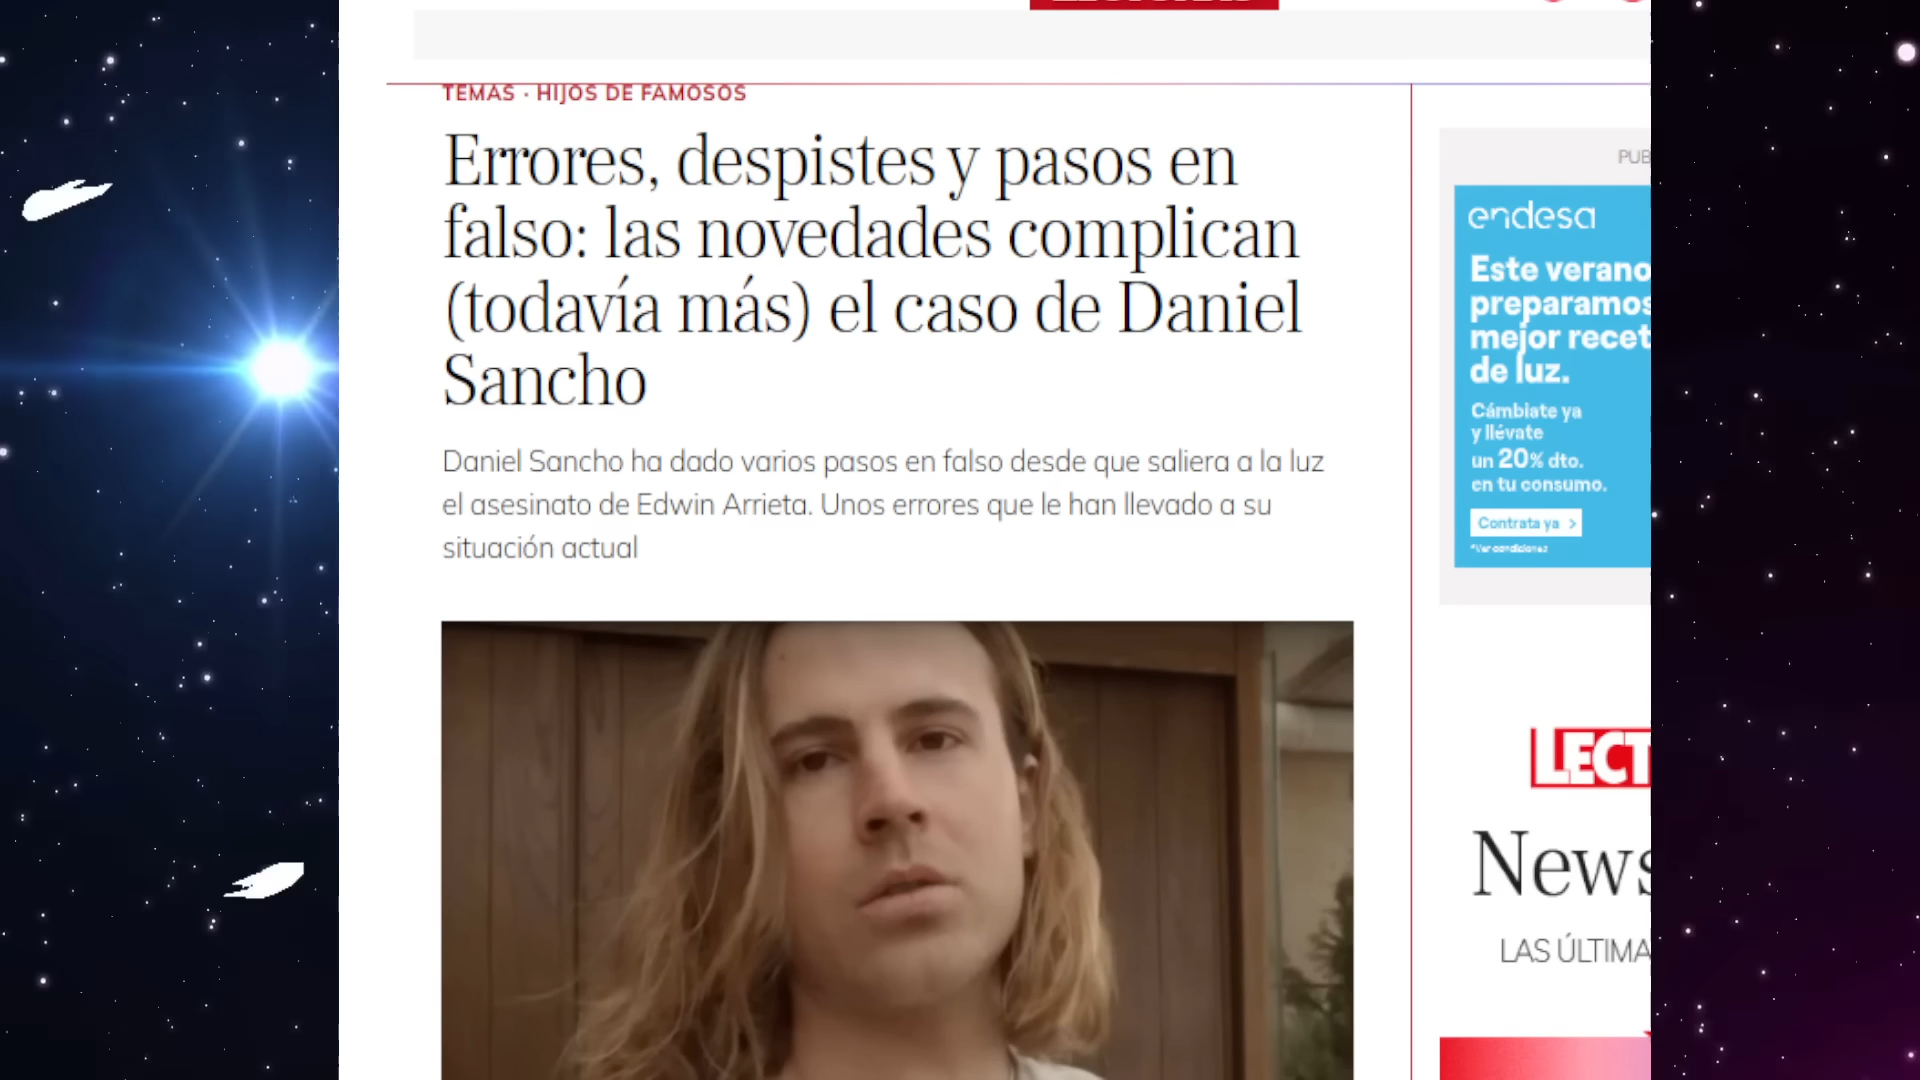 TEMAS · HIJOS DE FAMOSOS
Errores, despistes y pasos en
falso: las novedades complican
(todavía más) el caso de Daniel
Sancho
Daniel Sancho ha dado varios pasos en falso desde que saliera a la luz
el asesinato de Edwin Arrieta. Unos errores que le han llevado a su
situación actual
PUB
endesa
Este verano
preparamos
mejor recet
de luz.
Cámbiate ya
y llévate
un 20% dto.
en tu consumo.
Contrata ya >
*Ver condiciones
LECT
News
LAS ÚLTIMA